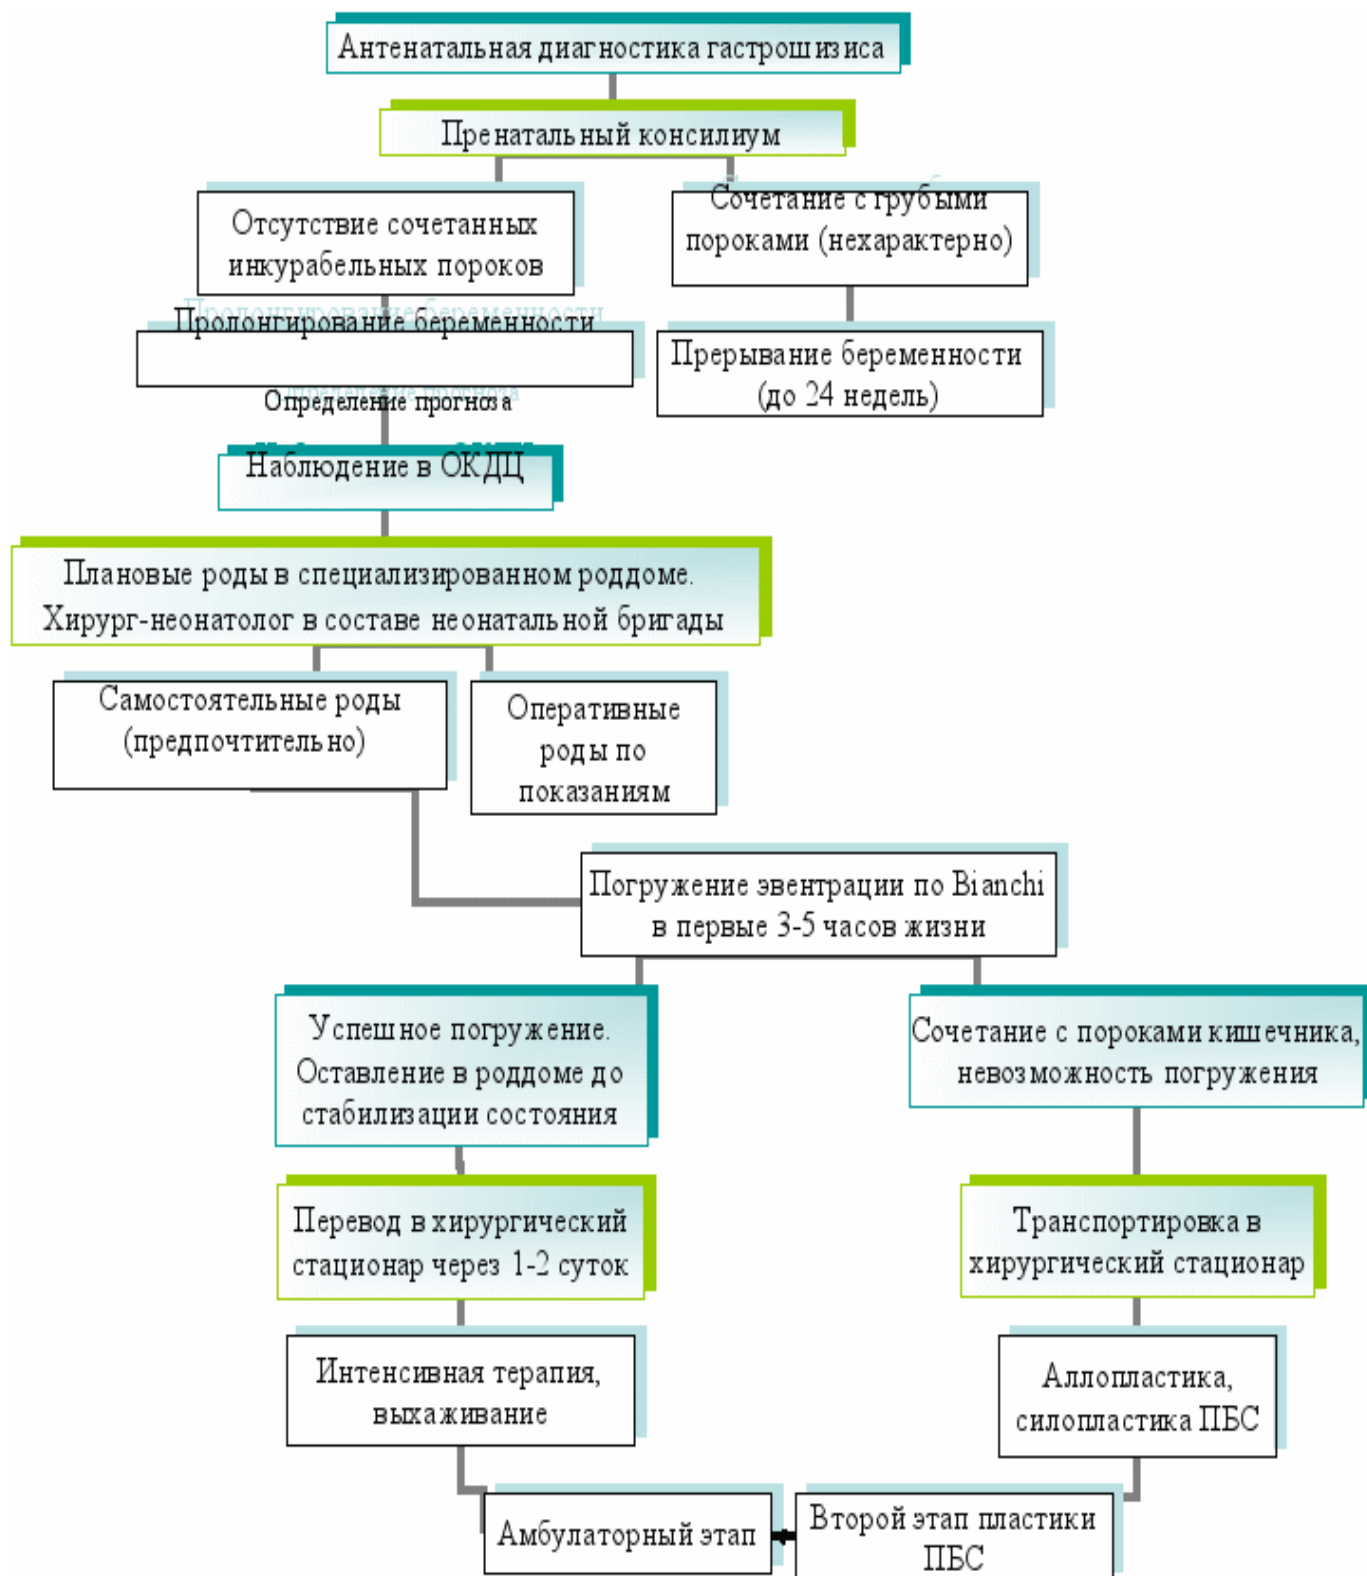 Антенатальная диагностика гастрошизиса
Пренатальный консилиум
Отсутствие сочетанных
инкурабельных пороков
Сочетание с грубыми
пороками (нехарактерно)
Пролонгирование беременности
Определение прогноза
Прерывание беременности
(до 24 недель)
Наблюдение в ОКДЦ
Плановые роды в специализированном роддоме.
Хирург-неонатолог в составе неонатальной бригады
Самостоятельные роды
(предпочтительно)
Оперативные
роды по
показаниям
Погружение эвентрации по Bianchi
в первые 3-5 часов жизни
Успешное погружение.
Оставление в роддоме до
стабилизации состояния
Сочетание с пороками кишечника,
невозможность погружения
Перевод в хирургический
стационар через 1-2 суток
Транспортировка в
хирургический стационар
Интенсивная терапия,
выхаживание
Аллопластика,
силопластика ПБС
Амбулаторный этап
Второй этап пластики
ПБС